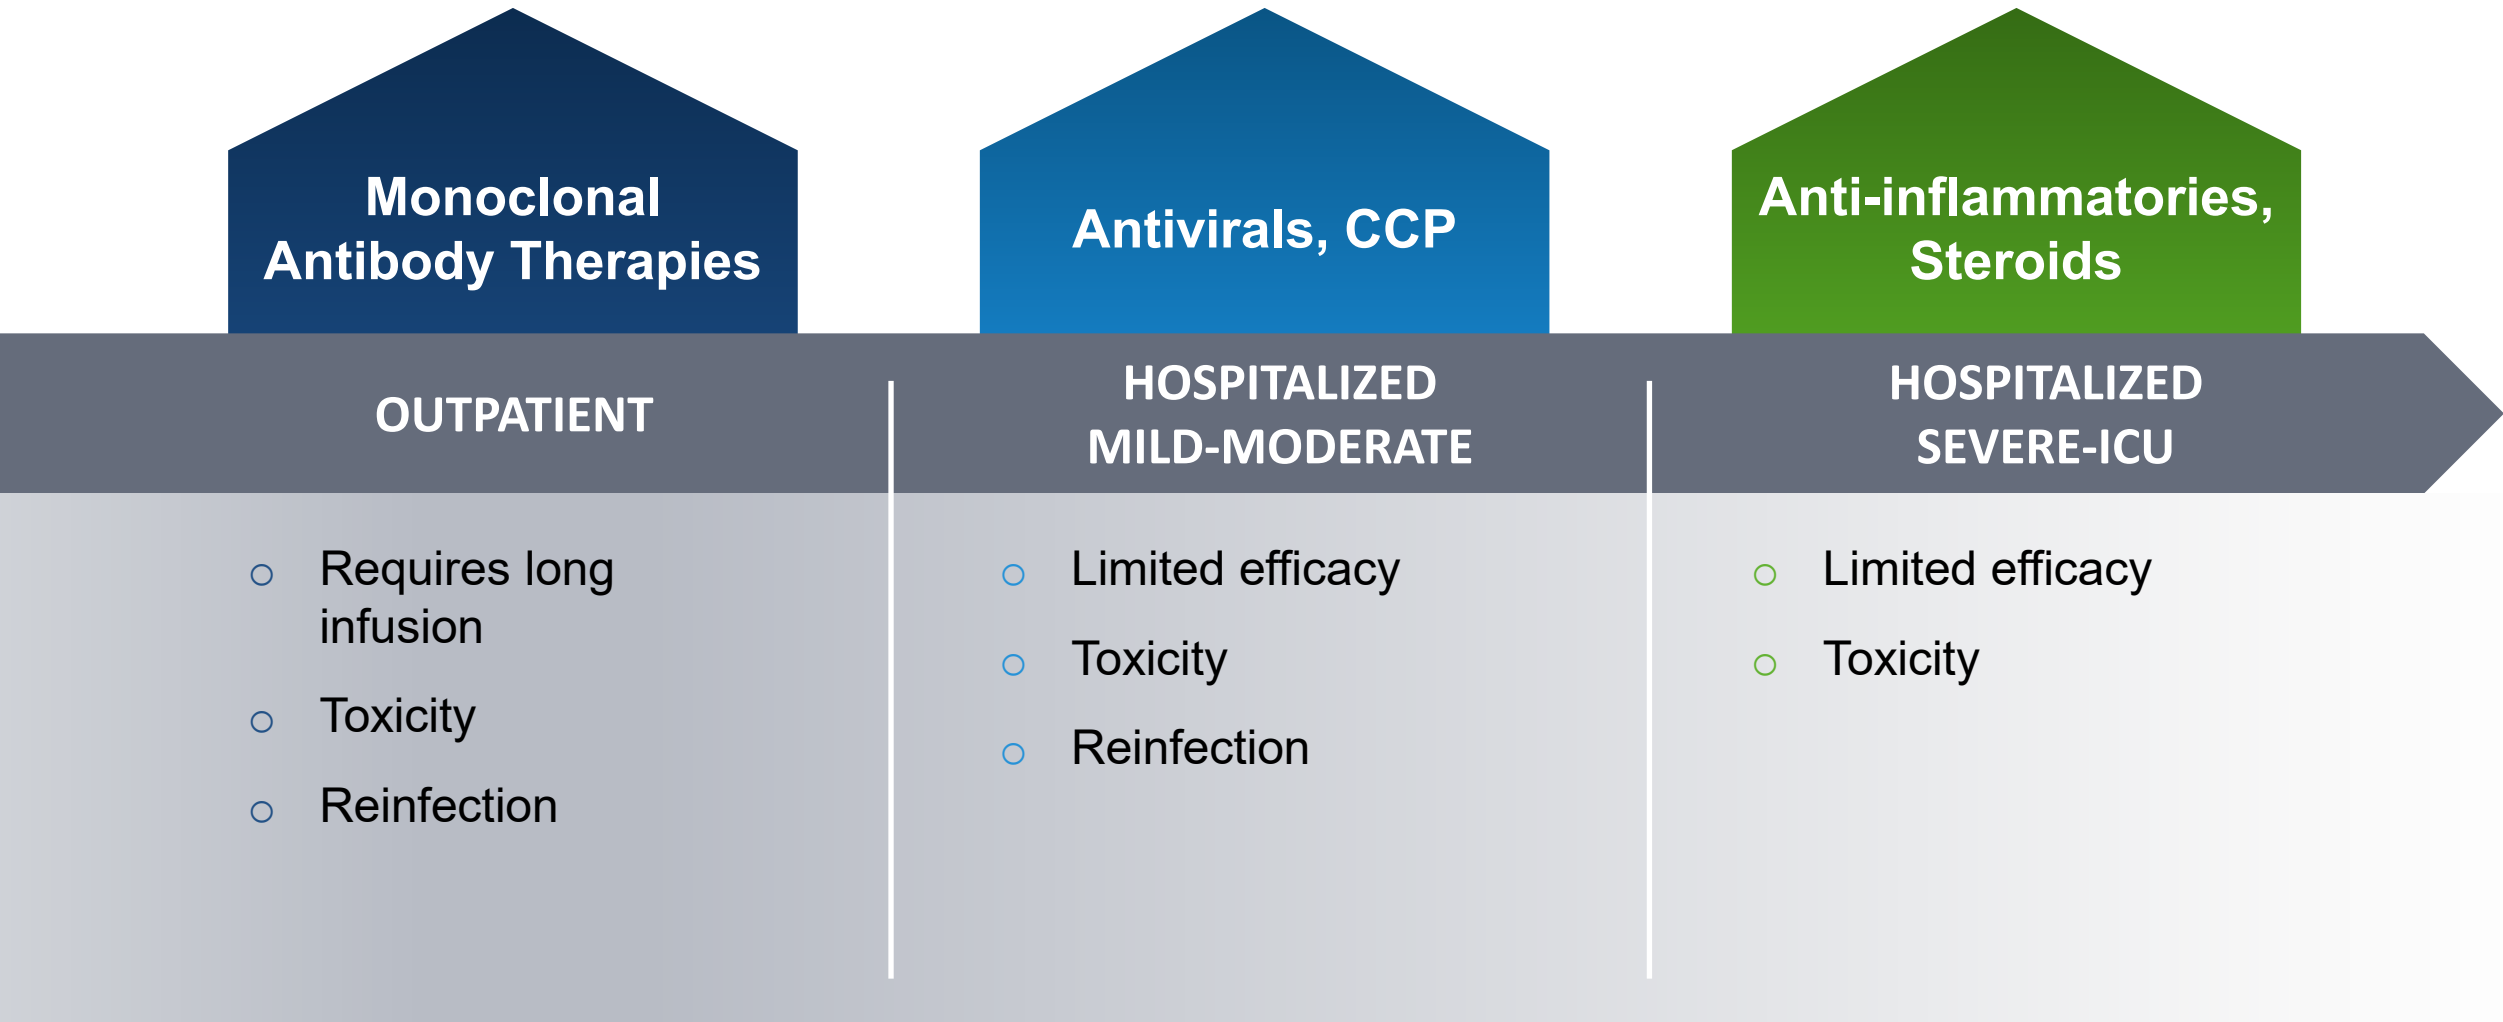 Monoclonal
Antibody Therapies
Antivirals, CCP
Anti-inflammatories,
Steroids
OUTPATIENT
HOSPITALIZED
MILD-MODERATE
HOSPITALIZED
SEVERE-ICU
Requires long
infusion
Toxicity
Reinfection
Limited efficacy
Toxicity
Reinfection
Limited efficacy
Toxicity